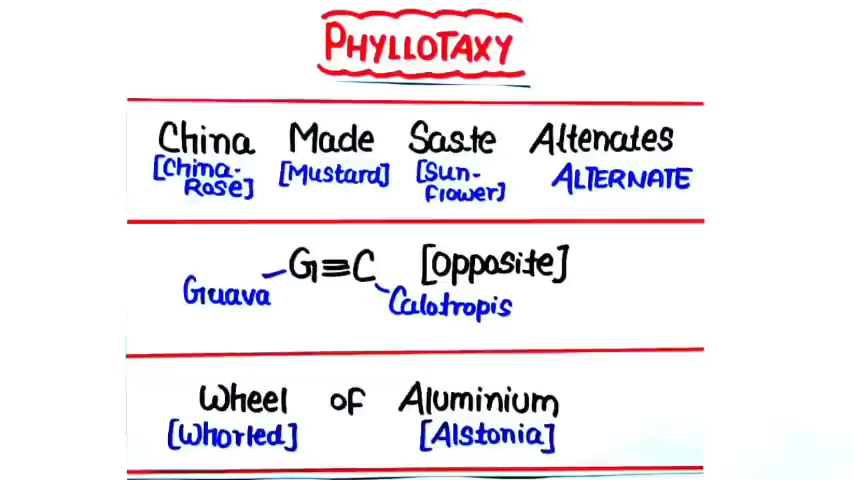 PHYLLOTAXY
China Made Saste Altenates
[China-Rose] [Mustard] [Sun-flower] ALTERNATE
G≡C [opposite]
Guava Calotropis
Wheel of Aluminium
[Whorled] [Alstonia]